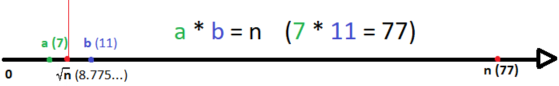 a * b = n (7 * 11 = 77)
a (7) b (11)
0 √n (8.775...) n (77)